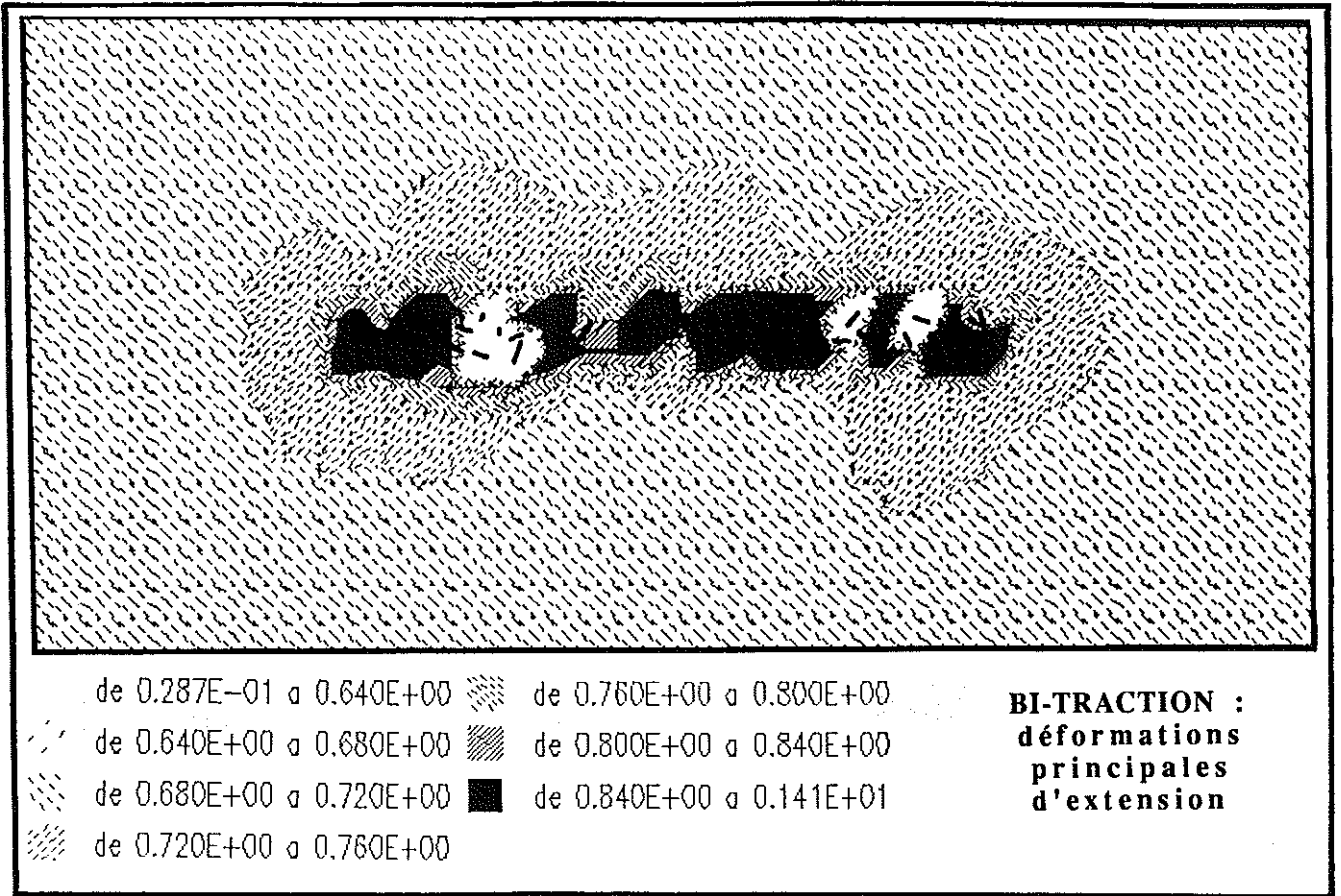 de 0.287E-01 a 0.640E+00
de 0.640E+00 a 0.680E+00
de 0.680E+00 a 0.720E+00
de 0.720E+00 a 0.760E+00
de 0.760E+00 a 0.800E+00
de 0.800E+00 a 0.840E+00
de 0.840E+00 a 0.141E+01
BI-TRACTION :
déformations
principales
d'extension